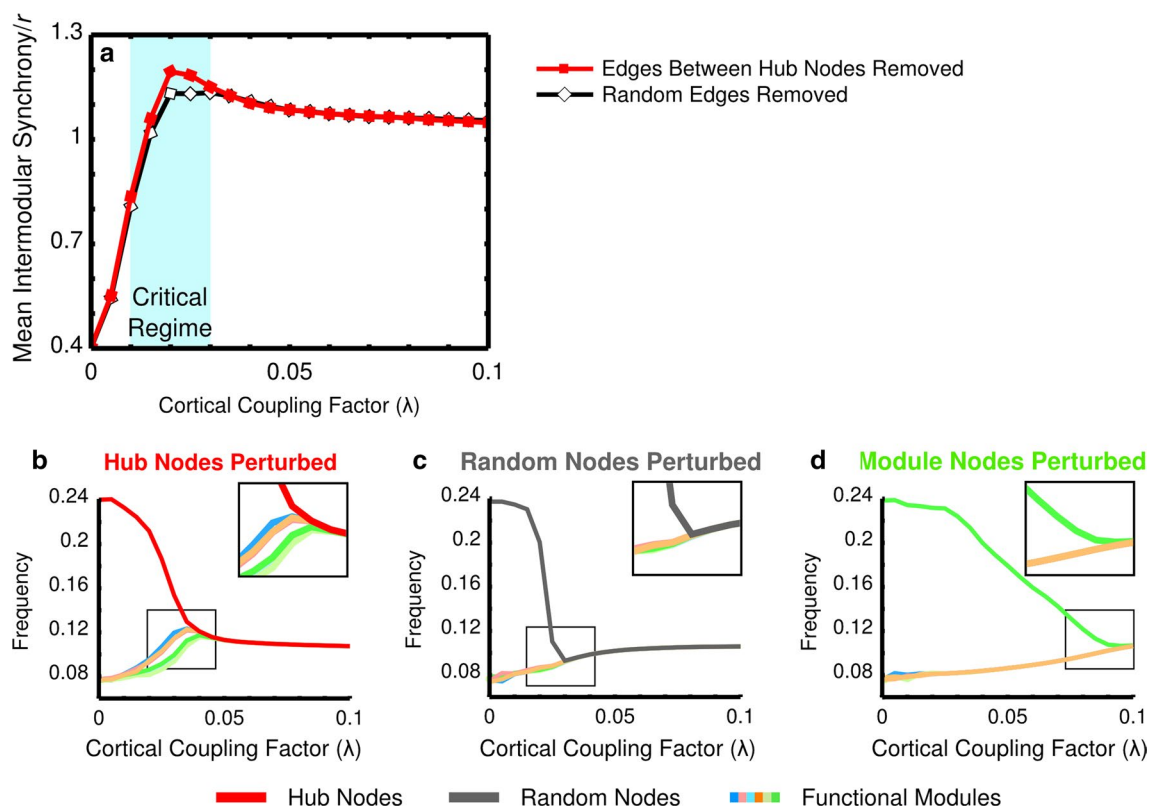 a
1.3
1
0.7
0.4
Mean Intermodular Synchrony/r
Critical
Regime
0
0.05
0.1
Cortical Coupling Factor (λ)
Edges Between Hub Nodes Removed
Random Edges Removed
b
Hub Nodes Perturbed
0.24
0.2
0.16
0.12
0.08
Frequency
0
0.05
0.1
Cortical Coupling Factor (λ)
c
Random Nodes Perturbed
0.24
0.2
0.16
0.12
0.08
Frequency
0
0.05
0.1
Cortical Coupling Factor (λ)
d
Module Nodes Perturbed
0.24
0.2
0.16
0.12
0.08
Frequency
0
0.05
0.1
Cortical Coupling Factor (λ)
Hub Nodes
Random Nodes
Functional Modules